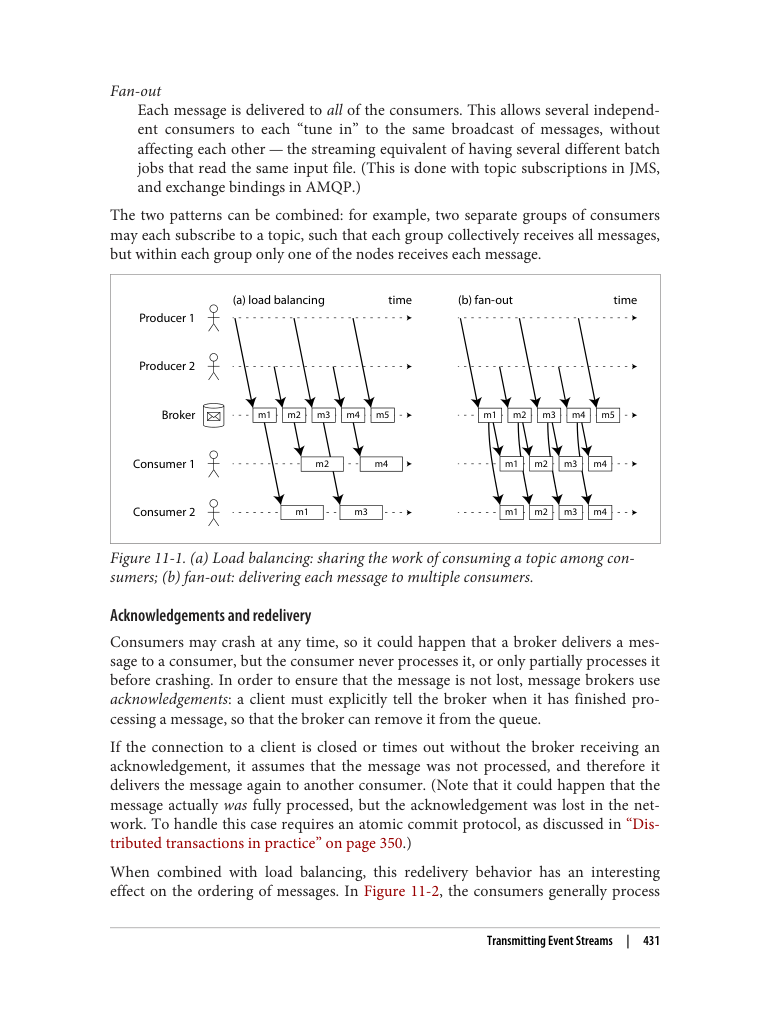 Fan-out
Each message is delivered to all of the consumers. This allows several independ-
ent consumers to each “tune in” to the same broadcast of messages, without
affecting each other — the streaming equivalent of having several different batch
jobs that read the same input file. (This is done with topic subscriptions in JMS,
and exchange bindings in AMQP.)
The two patterns can be combined: for example, two separate groups of consumers
may each subscribe to a topic, such that each group collectively receives all messages,
but within each group only one of the nodes receives each message.
(a) load balancing time (b) fan-out time
Producer 1
Producer 2
Broker m1 m2 m3 m4 m5 m1 m2 m3 m4 m5
Consumer 1 m2 m4 m1 m2 m3 m4
Consumer 2 m1 m3 m1 m2 m3 m4
Figure 11-1. (a) Load balancing: sharing the work of consuming a topic among con-
sumers; (b) fan-out: delivering each message to multiple consumers.
Acknowledgements and redelivery
Consumers may crash at any time, so it could happen that a broker delivers a mes-
sage to a consumer, but the consumer never processes it, or only partially processes it
before crashing. In order to ensure that the message is not lost, message brokers use
acknowledgements: a client must explicitly tell the broker when it has finished pro-
cessing a message, so that the broker can remove it from the queue.
If the connection to a client is closed or times out without the broker receiving an
acknowledgement, it assumes that the message was not processed, and therefore it
delivers the message again to another consumer. (Note that it could happen that the
message actually was fully processed, but the acknowledgement was lost in the net-
work. To handle this case requires an atomic commit protocol, as discussed in “Dis-
tributed transactions in practice” on page 350.)
When combined with load balancing, this redelivery behavior has an interesting
effect on the ordering of messages. In Figure 11-2, the consumers generally process
Transmitting Event Streams | 431